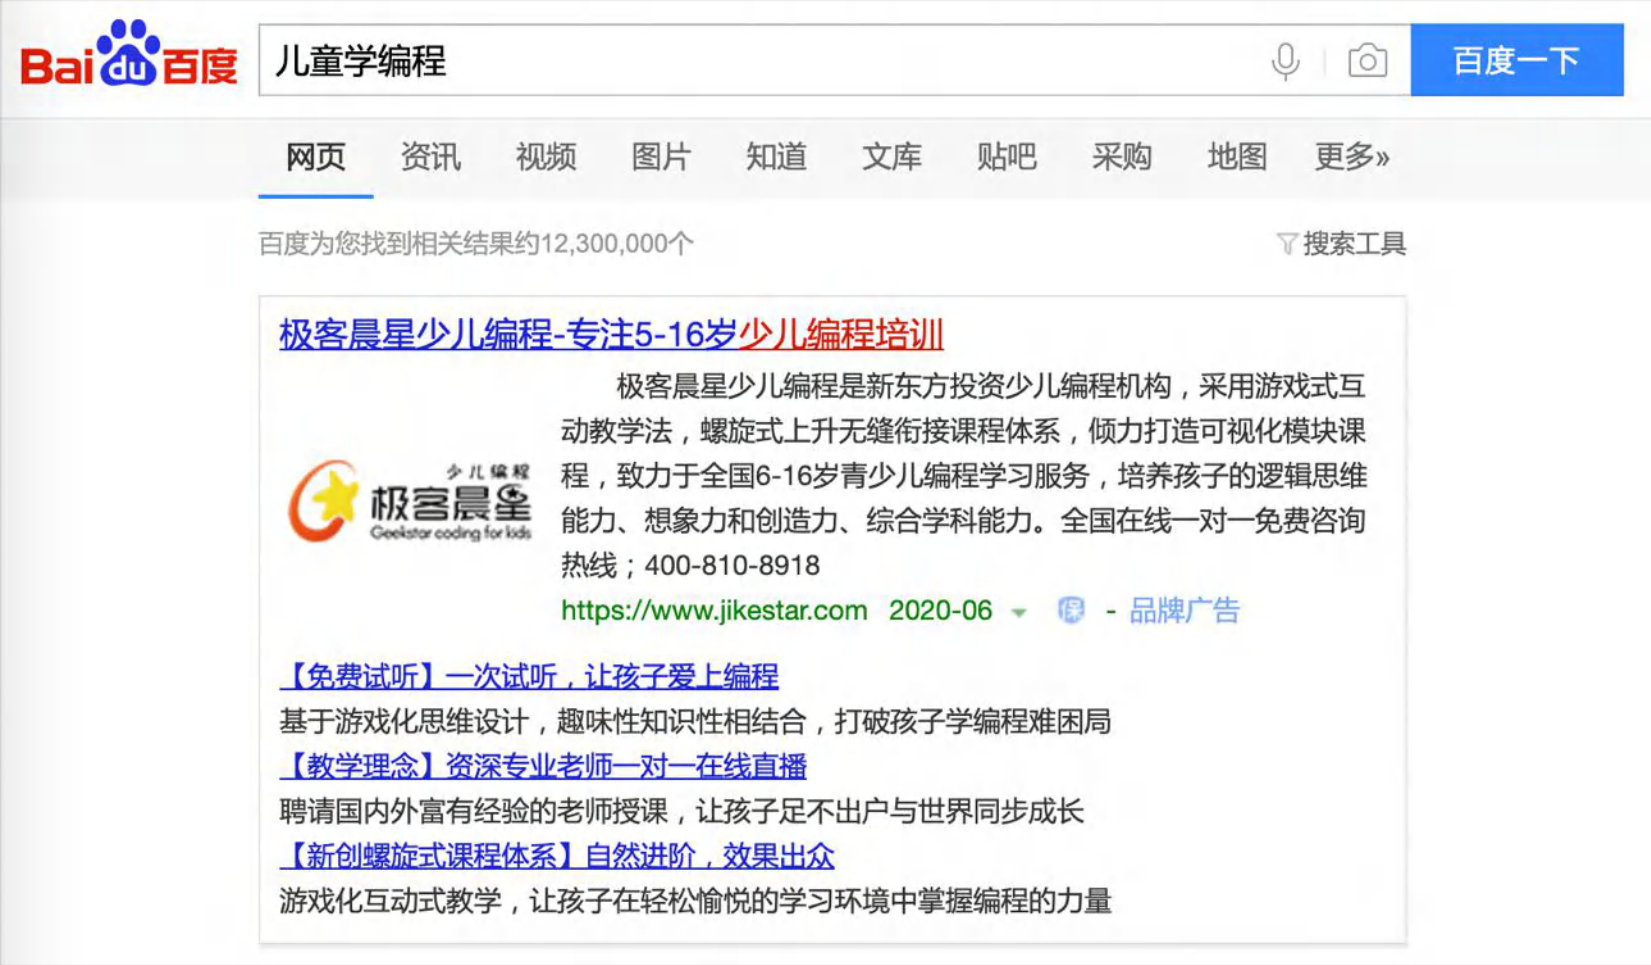 Bai du 百度
儿童学编程
百度一下
网页 资讯 视频 图片 知道 文库 贴吧 采购 地图 更多»
百度为您找到相关结果约12,300,000个
搜索工具
极客晨星少儿编程-专注5-16岁少儿编程培训
少儿编程
极客晨星
Geekstar coding for kids
极客晨星少儿编程是新东方投资少儿编程机构，采用游戏式互
动教学法，螺旋式上升无缝衔接课程体系，倾力打造可视化模块课
程，致力于全国6-16岁青少儿编程学习服务，培养孩子的逻辑思维
能力、想象力和创造力、综合学科能力。全国在线一对一免费咨询
热线；400-810-8918
https://www.jikestar.com 2020-06 保 - 品牌广告
【免费试听】一次试听，让孩子爱上编程
基于游戏化思维设计，趣味性知识性相结合，打破孩子学编程难困局
【教学理念】资深专业老师一对一在线直播
聘请国内外富有经验的老师授课，让孩子足不出户与世界同步成长
【新创螺旋式课程体系】自然进阶，效果出众
游戏化互动式教学，让孩子在轻松愉悦的学习环境中掌握编程的力量